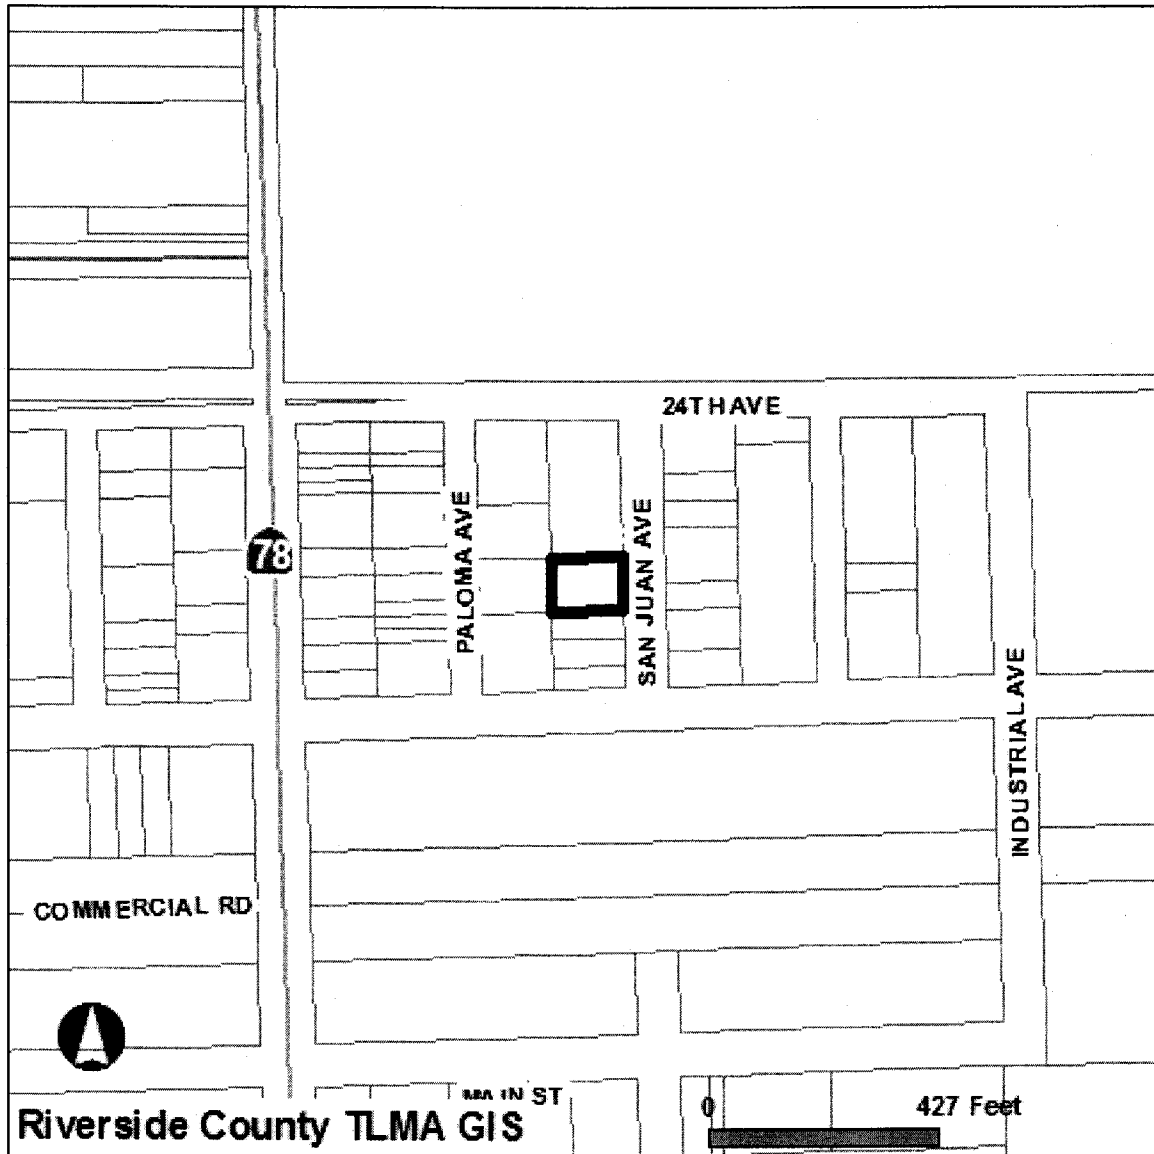 24TH AVE
78
PALOMA AVE
SAN JUAN AVE
INDUSTRIAL AVE
COMMERCIAL RD
MAIN ST
0 427 Feet
Riverside County TLMA GIS